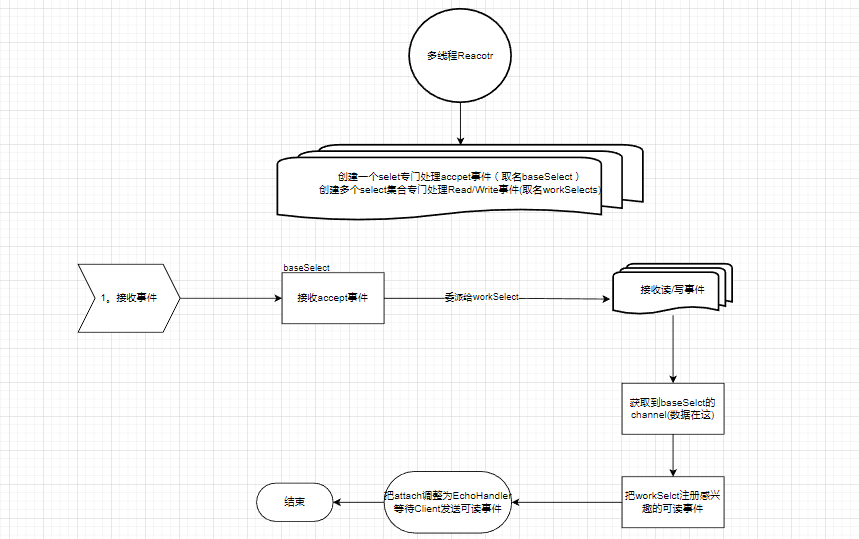 多线程Reacotr
创建一个selet专门处理accpet事件（取名baseSelect）
创建多个select集合专门处理Read/Write事件(取名workSelects)
baseSelect
1。接收事件
接收accept事件
委派给workSelect
接收读/写事件
获取到baseSelct的
channel(数据在这)
把workSelct注册感兴
趣的可读事件
把attach调整为EchoHandler
等待Client发送可读事件
结束